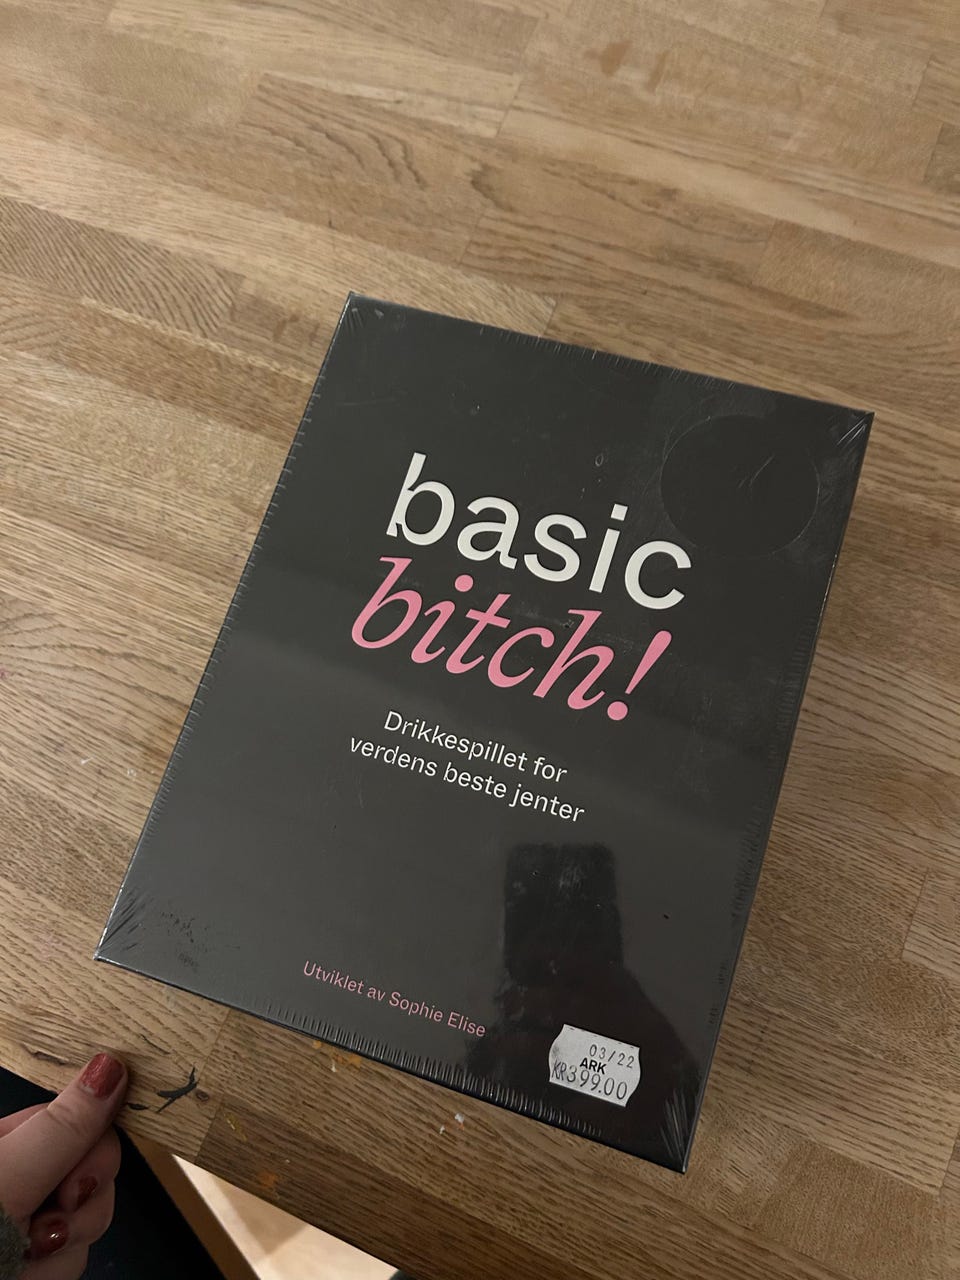 basic
bitch!
Drikkespillet for
verdens beste jenter
Utviklet av Sophie Elise
03/22
ARK
KR399.00